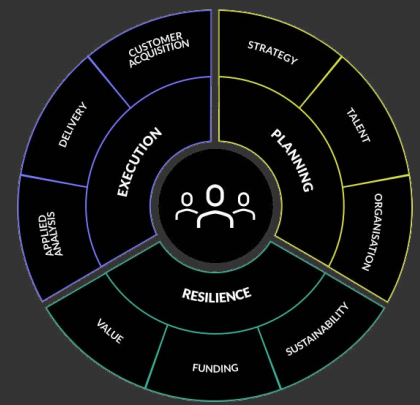 CUSTOMER
ACQUISITION
STRATEGY
DELIVERY
TALENT
EXECUTION
PLANNING
APPLIED
ANALYSIS
ORGANISATION
RESILIENCE
VALUE
FUNDING
SUSTAINABILITY